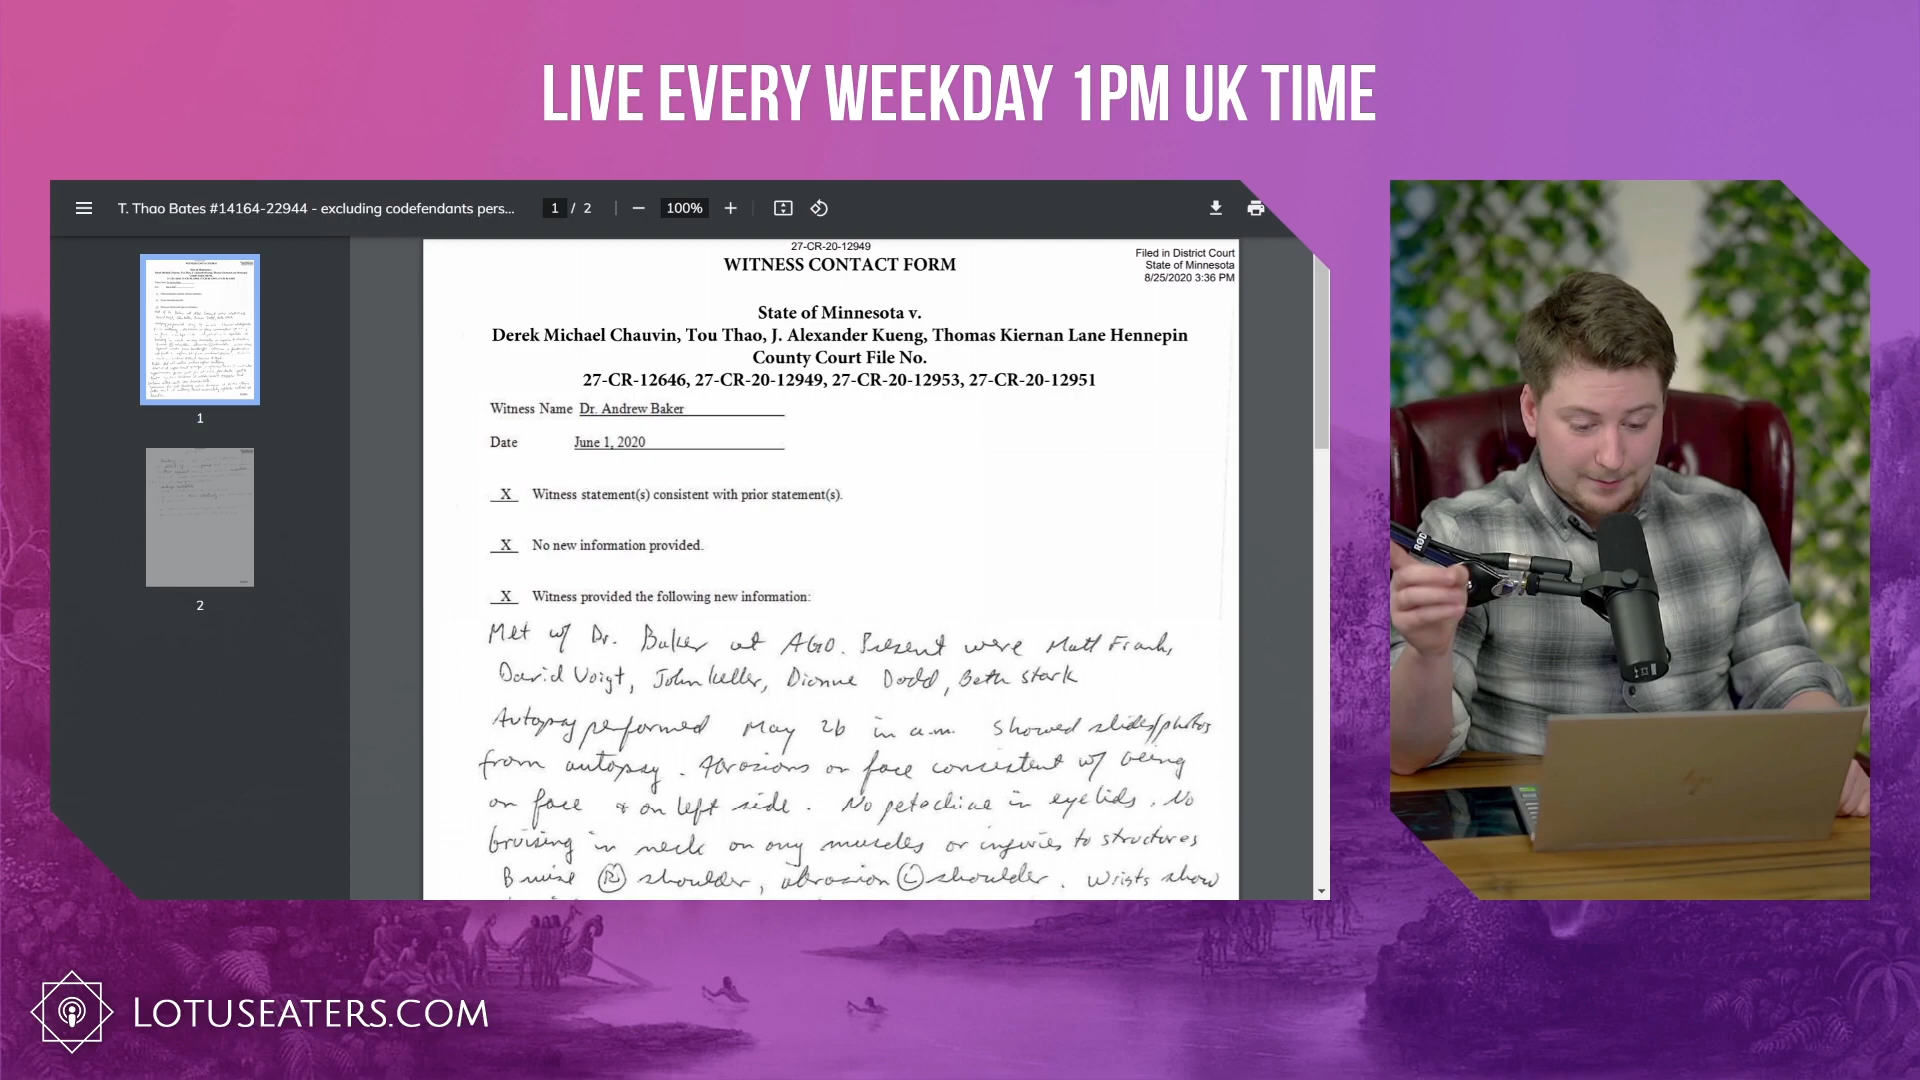 LIVE EVERY WEEKDAY 1PM UK TIME
T. Thao Bates #14164-22944 - excluding codefendants pers...
1 / 2
100%
27-CR-20-12949
WITNESS CONTACT FORM
Filed in District Court
State of Minnesota
8/25/2020 3:36 PM
State of Minnesota v.
Derek Michael Chauvin, Tou Thao, J. Alexander Kueng, Thomas Kiernan Lane Hennepin
County Court File No.
27-CR-12646, 27-CR-20-12949, 27-CR-20-12953, 27-CR-20-12951
Witness Name Dr. Andrew Baker
Date June 1, 2020
X Witness statement(s) consistent with prior statement(s).
X No new information provided.
X Witness provided the following new information:
Met w/ Dr. Baker at AGO. Present were Matt Frank,
David Voigt, John Keller, Dionne Dodd, Beth Stark
Autopsy performed May 26 in a.m. Showed slides/photos
from autopsy. Abrasions on face consistent w/ being
on face & on left side. No petechiae in eyelids. No
bruising in neck on any muscles or injuries to structures
Bruise (R) shoulder, abrasion (L) shoulder. Wrists show
1
2
RØDE
hp
LOTUSEATERS.COM